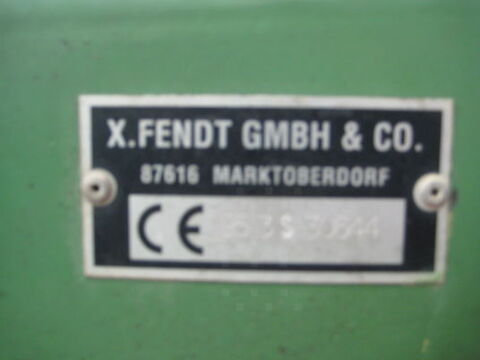 X.FENDT GMBH & CO.
87616 MARKTOBERDORF
CE